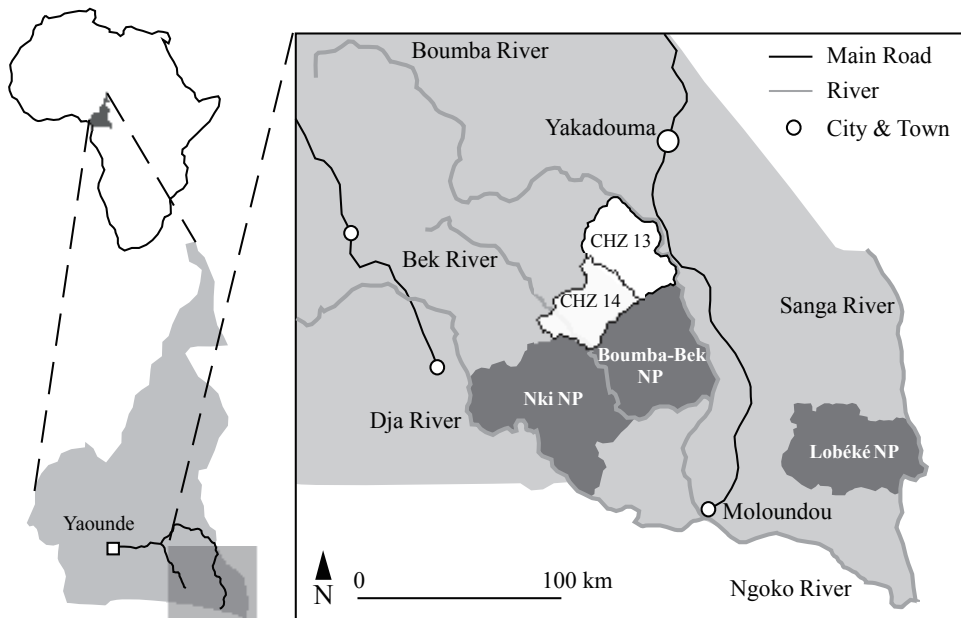 Boumba River
Main Road
River
City & Town
Yakadouma
CHZ 13
Bek River
CHZ 14
Sanga River
Boumba-Bek
NP
Nki NP
Dja River
Lobéké NP
Yaounde
Moloundou
N
0 100 km
Ngoko River